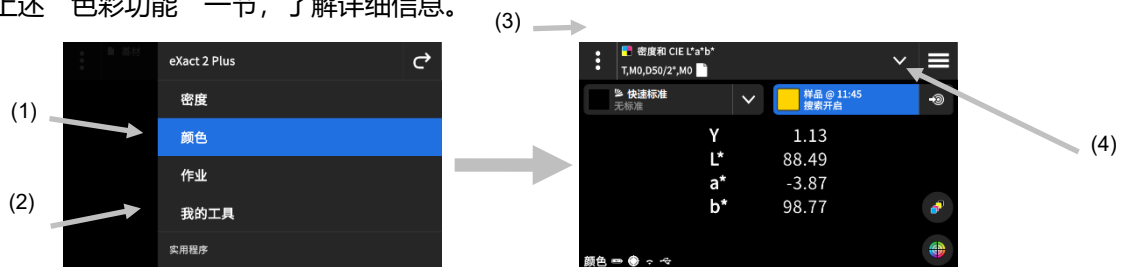 上述“色彩功能”一节，了解详细信息。
(3)
(1)
(2)
(4)
器材
eXact 2 Plus
密度
颜色
作业
我的工具
实用程序
密度和 CIE L*a*b*
T,M0,D50/2°,M0
快速标准
无标准
样品 @ 11:45
搜索开启
Y 1.13
L* 88.49
a* -3.87
b* 98.77
颜色